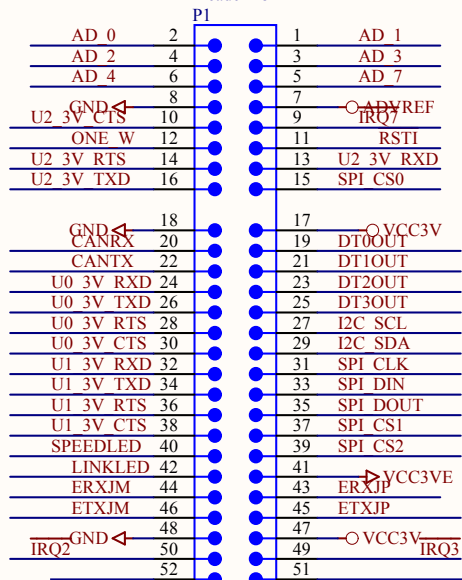 P1
AD_0 2 1 AD_1
AD_2 4 3 AD_3
AD_4 6 5 AD_7
GND 8 7 ADVREF
U2_3V_CTS 10 9 IRQ7
ONE_W 12 11 RSTI
U2_3V_RTS 14 13 U2_3V_RXD
U2_3V_TXD 16 15 SPI_CS0
GND 18 17 VCC3V
CANRX 20 19 DT0OUT
CANTX 22 21 DT1OUT
U0_3V_RXD 24 23 DT2OUT
U0_3V_TXD 26 25 DT3OUT
U0_3V_RTS 28 27 I2C_SCL
U0_3V_CTS 30 29 I2C_SDA
U1_3V_RXD 32 31 SPI_CLK
U1_3V_TXD 34 33 SPI_DIN
U1_3V_RTS 36 35 SPI_DOUT
U1_3V_CTS 38 37 SPI_CS1
SPEEDLED 40 39 SPI_CS2
LINKLED 42 41 VCC3VE
ERXJM 44 43 ERXJP
ETXJM 46 45 ETXJP
GND 48 47 VCC3V
IRQ2 50 49 IRQ3
52 51